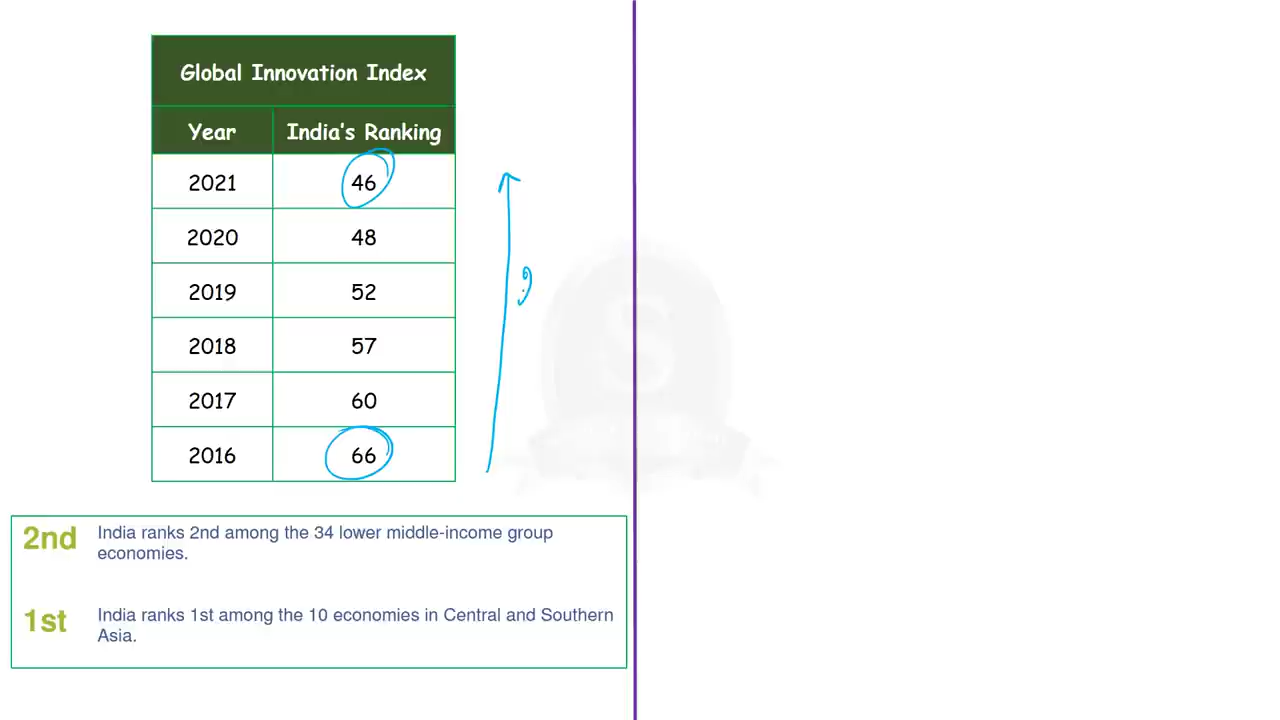 Global Innovation Index
Year India's Ranking
2021 46
2020 48
2019 52
2018 57
2017 60
2016 66
2nd India ranks 2nd among the 34 lower middle-income group
economies.
1st India ranks 1st among the 10 economies in Central and Southern
Asia.